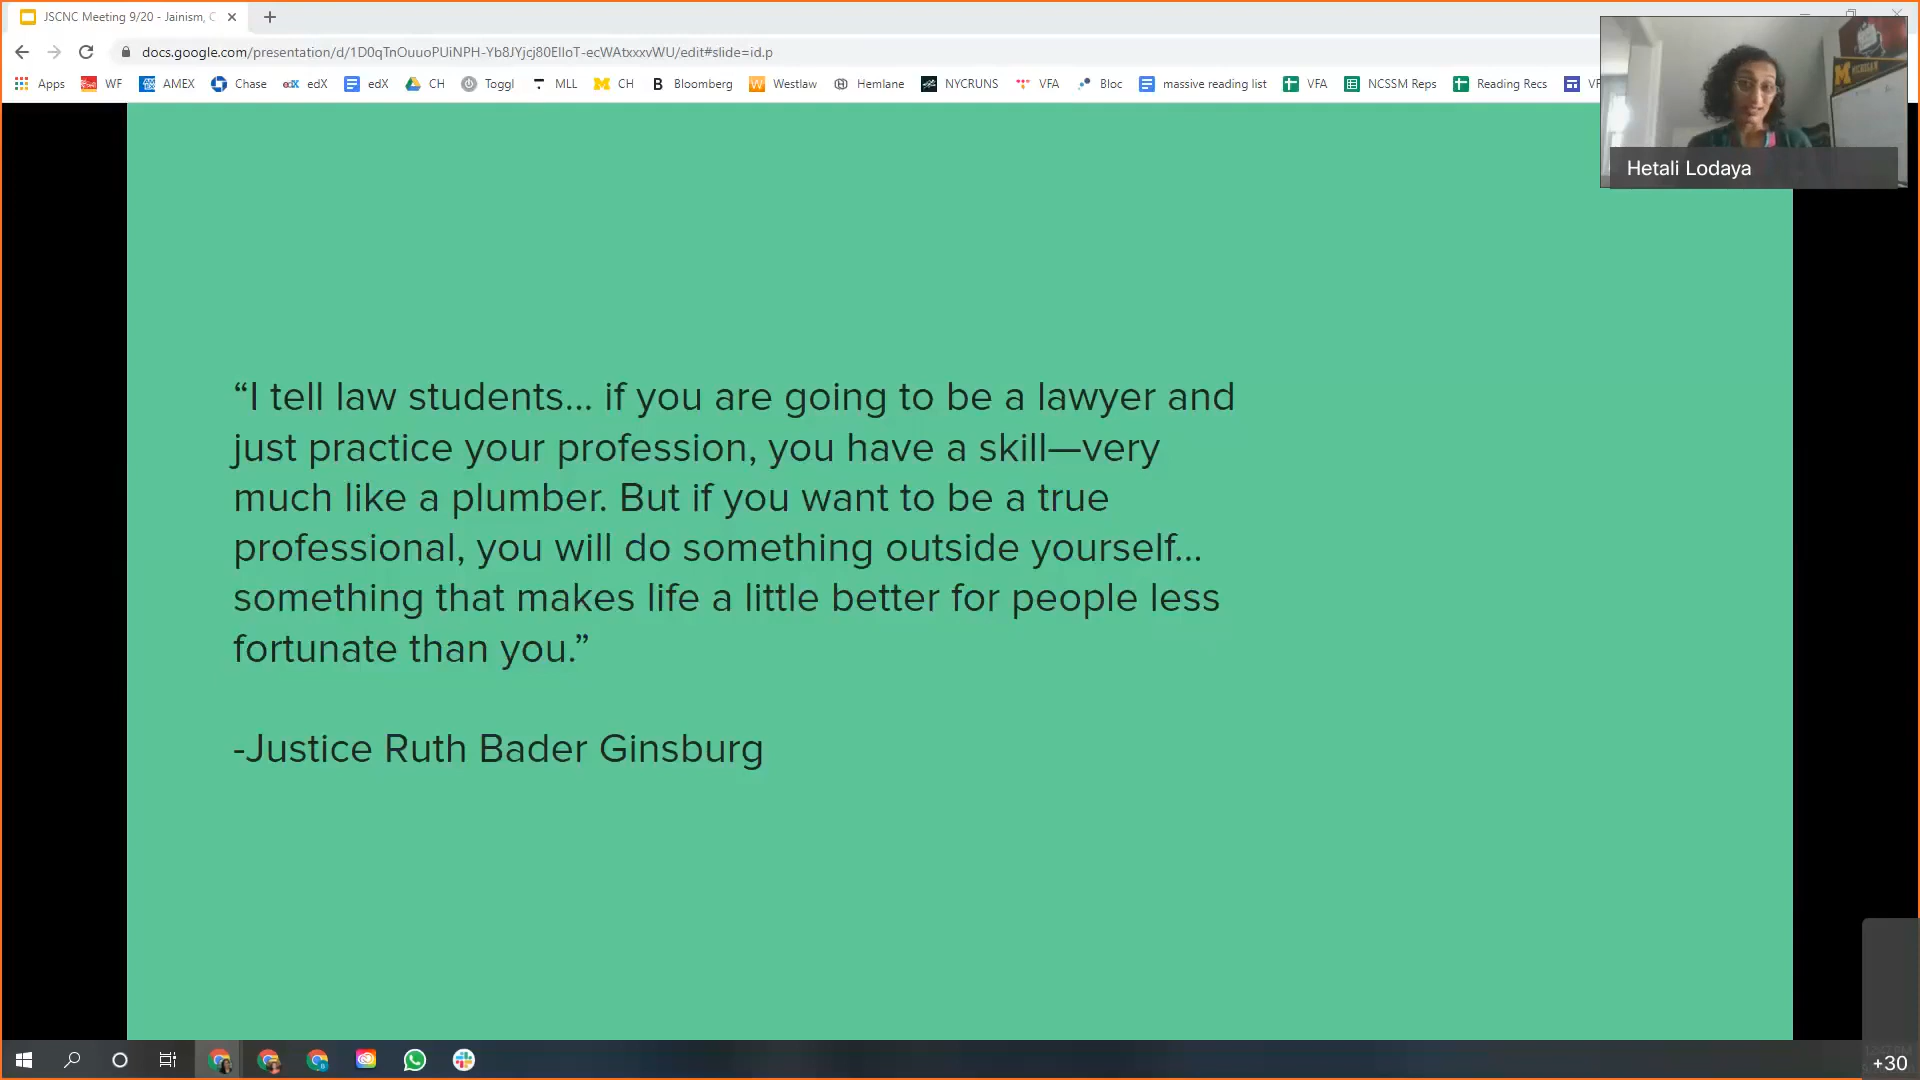 JSCNC Meeting 9/20 - Jainism, C
docs.google.com/presentation/d/1D0qTnOuuoPUiNPH-Yb8JYjcj80ElIoT-ecWAtxxxvWU/edit#slide=id.p
Apps WF AMEX Chase edX edX CH Toggl MLL CH Bloomberg Westlaw Hemlane NYCRUNS VFA Bloc massive reading list VFA NCSSM Reps Reading Recs
Hetali Lodaya
“I tell law students... if you are going to be a lawyer and
just practice your profession, you have a skill—very
much like a plumber. But if you want to be a true
professional, you will do something outside yourself...
something that makes life a little better for people less
fortunate than you.”
-Justice Ruth Bader Ginsburg
+30